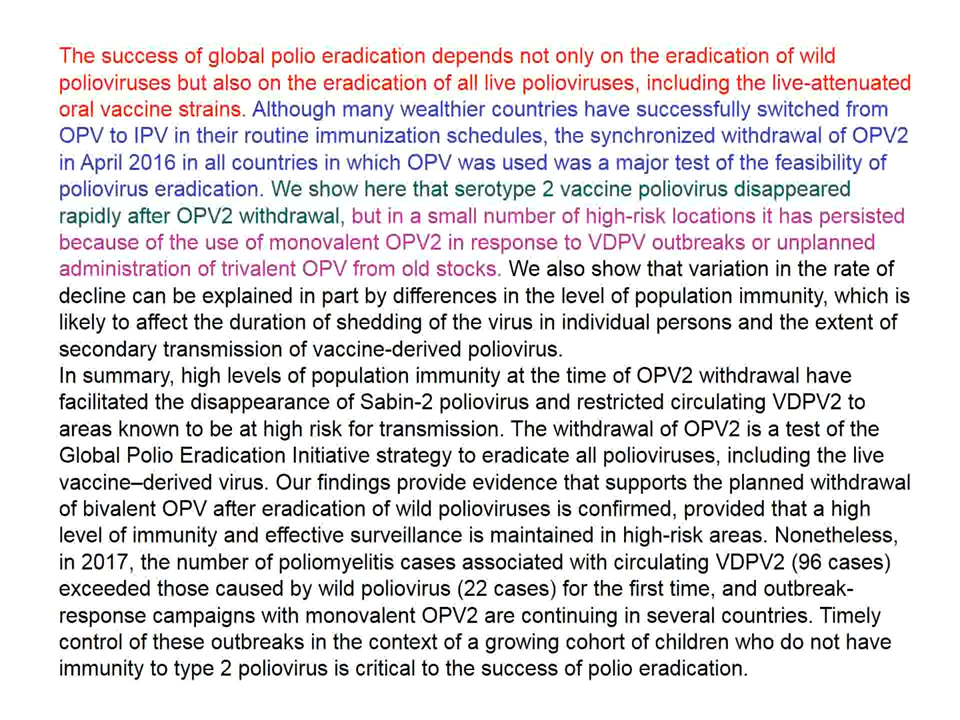 The success of global polio eradication depends not only on the eradication of wild
polioviruses but also on the eradication of all live polioviruses, including the live-attenuated
oral vaccine strains. Although many wealthier countries have successfully switched from
OPV to IPV in their routine immunization schedules, the synchronized withdrawal of OPV2
in April 2016 in all countries in which OPV was used was a major test of the feasibility of
poliovirus eradication. We show here that serotype 2 vaccine poliovirus disappeared
rapidly after OPV2 withdrawal, but in a small number of high-risk locations it has persisted
because of the use of monovalent OPV2 in response to VDPV outbreaks or unplanned
administration of trivalent OPV from old stocks. We also show that variation in the rate of
decline can be explained in part by differences in the level of population immunity, which is
likely to affect the duration of shedding of the virus in individual persons and the extent of
secondary transmission of vaccine-derived poliovirus.
In summary, high levels of population immunity at the time of OPV2 withdrawal have
facilitated the disappearance of Sabin-2 poliovirus and restricted circulating VDPV2 to
areas known to be at high risk for transmission. The withdrawal of OPV2 is a test of the
Global Polio Eradication Initiative strategy to eradicate all polioviruses, including the live
vaccine–derived virus. Our findings provide evidence that supports the planned withdrawal
of bivalent OPV after eradication of wild polioviruses is confirmed, provided that a high
level of immunity and effective surveillance is maintained in high-risk areas. Nonetheless,
in 2017, the number of poliomyelitis cases associated with circulating VDPV2 (96 cases)
exceeded those caused by wild poliovirus (22 cases) for the first time, and outbreak-
response campaigns with monovalent OPV2 are continuing in several countries. Timely
control of these outbreaks in the context of a growing cohort of children who do not have
immunity to type 2 poliovirus is critical to the success of polio eradication.